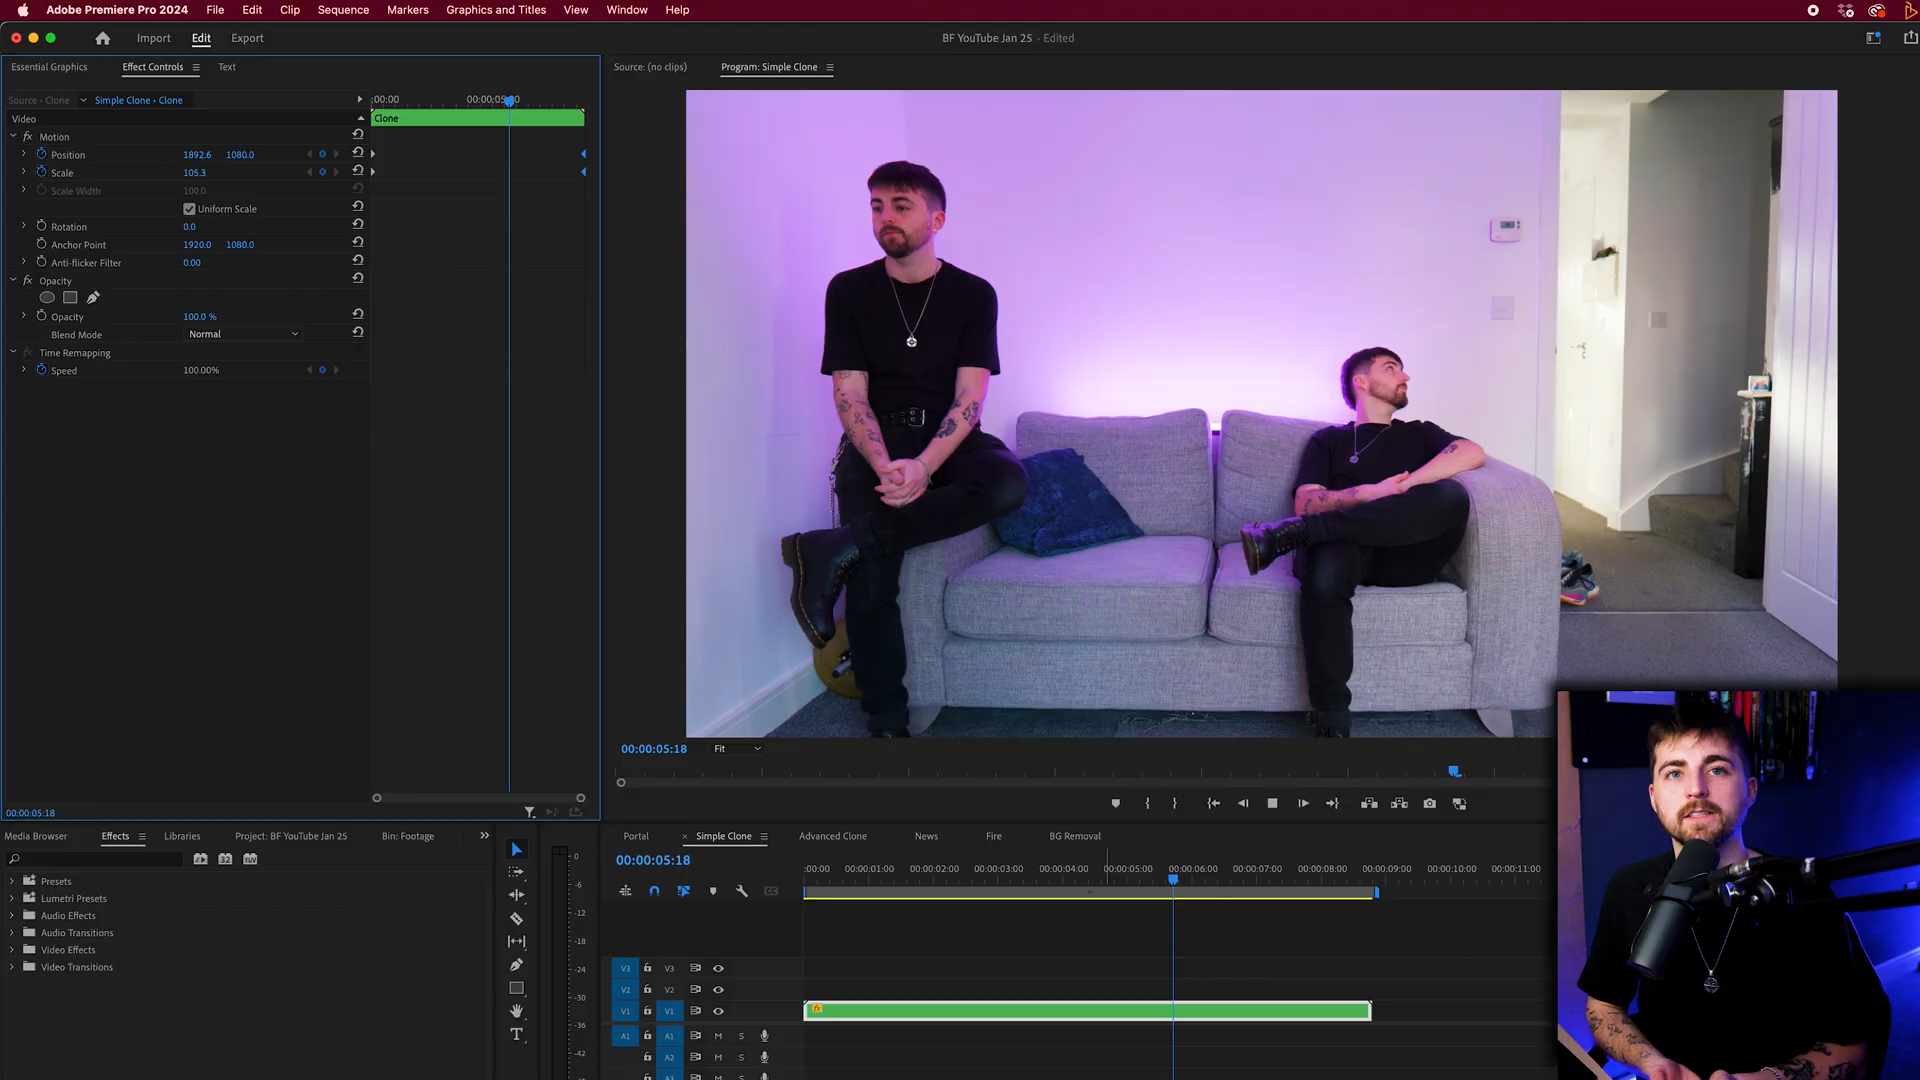 Adobe Premiere Pro 2024 File Edit Clip Sequence Markers Graphics and Titles View Window Help
Import Edit Export BF YouTube Jan 25 - Edited
Essential Graphics Effect Controls Text Source: (no clips) Program: Simple Clone
Source · Clone Simple Clone · Clone ;00:00 00:00:05;00
Video Clone
fx Motion
Position 1892.6 1080.0
Scale 105.3
Scale Width 100.0
Uniform Scale
Rotation 0.0
Anchor Point 1920.0 1080.0
Anti-flicker Filter 0.00
fx Opacity
Opacity 100.0 %
Blend Mode Normal
fx Time Remapping
Speed 100.00%
00:00:05:18 Fit
00:00:05:18
Media Browser Effects Libraries Project: BF YouTube Jan 25 Bin: Footage
Portal Simple Clone Advanced Clone News Fire BG Removal
00:00:05:18
32 YUV
:00:00 00:00:01:00 00:00:02:00 00:00:03:00 00:00:04:00 00:00:05:00 00:00:06:00 00:00:07:00 00:00:08:00 00:00:09:00 00:00:10:00 00:00:11:00
Presets
Lumetri Presets
Audio Effects
Audio Transitions
Video Effects
Video Transitions
0
-6
-12
-18
-24
-30
-36
-42
V3 V3
V2 V2
V1 V1 fx
A1 A1 M S
A2 M S